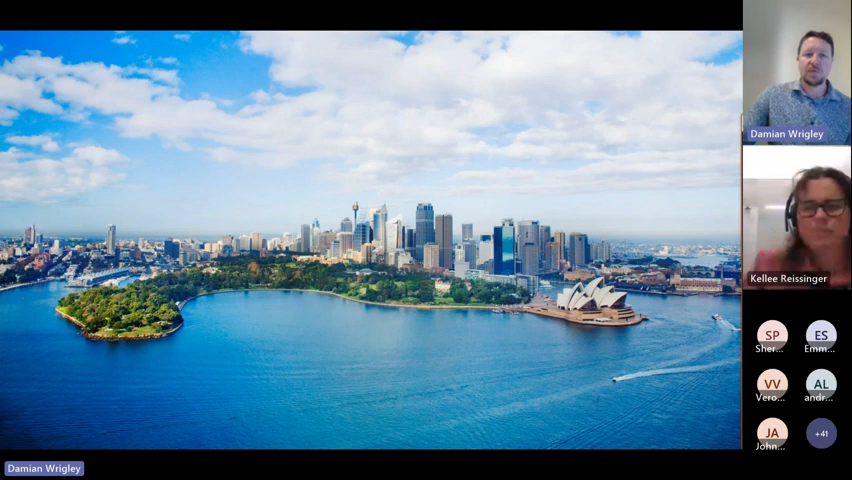 Damian Wrigley
Kellee Reissinger
SP
ES
Sher...
Emm...
VV
AL
Vero...
andr...
JA
+41
John...
Damian Wrigley